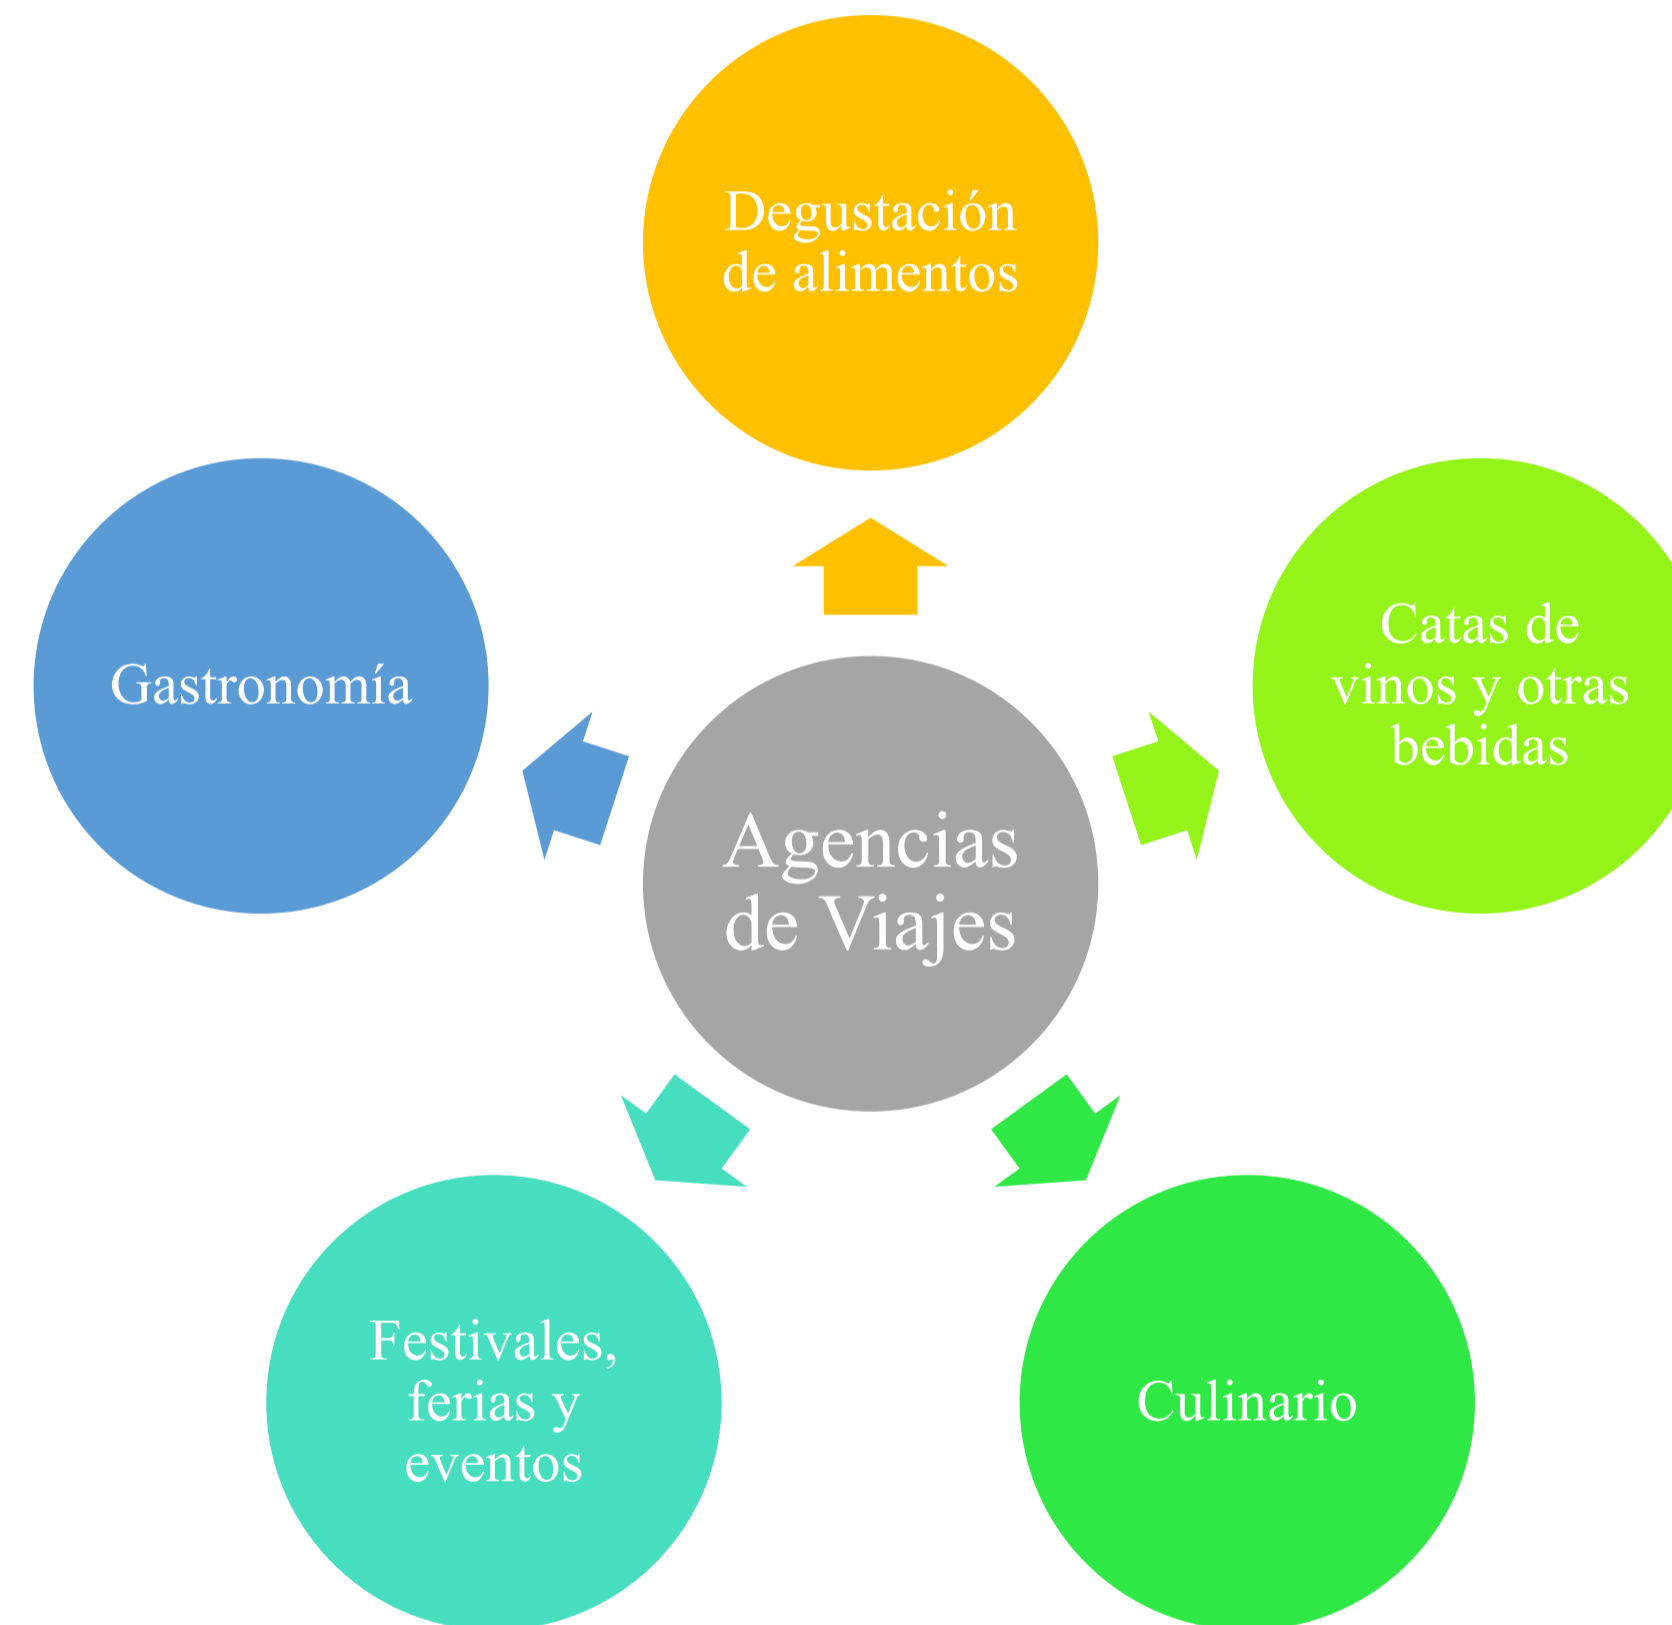 Degustación
de alimentos
Catas de
vinos y otras
bebidas
Gastronomía
Agencias
de Viajes
Festivales,
ferias y
eventos
Culinario